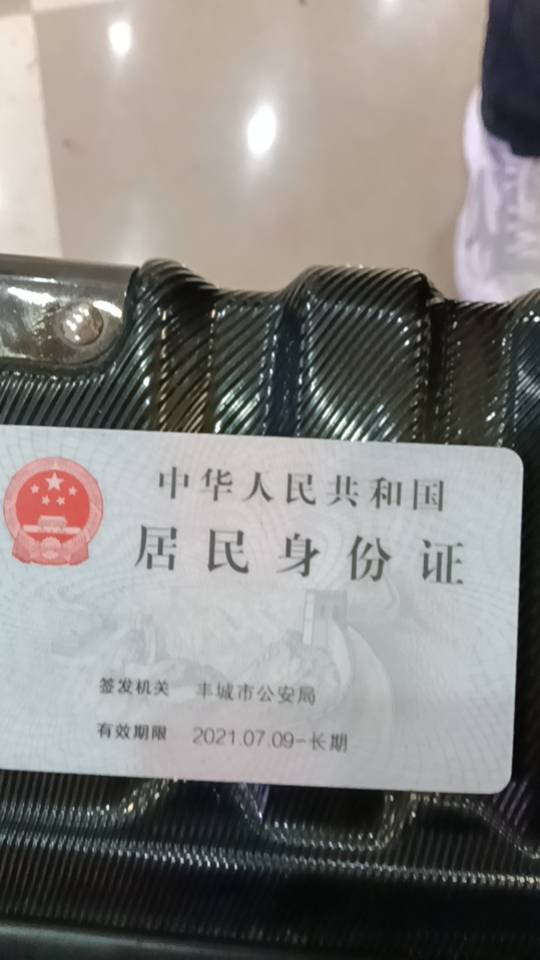 中华人民共和国
居民身份证
签发机关 丰城市公安局
有效期限 2021.07.09-长期